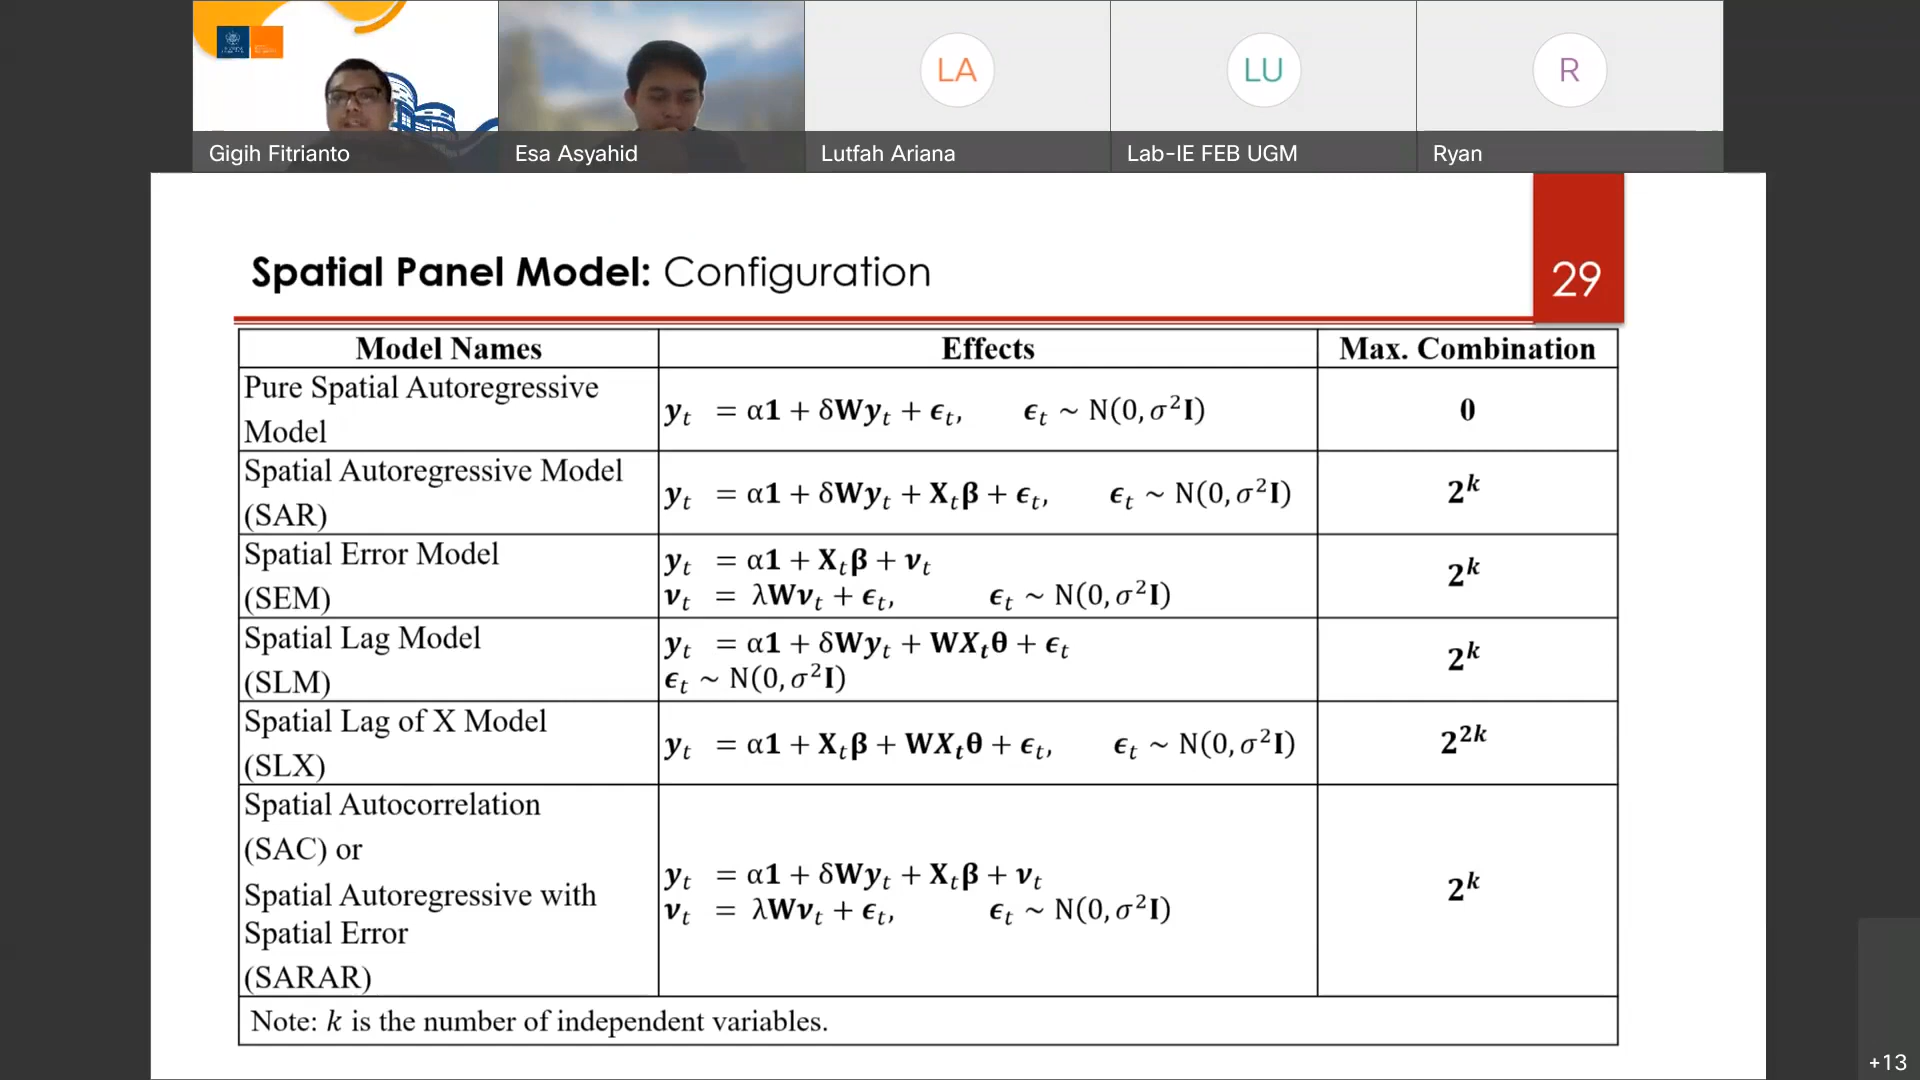 LA
LU
R
Gigih Fitrianto
Esa Asyahid
Lutfah Ariana
Lab-IE FEB UGM
Ryan
Spatial Panel Model: Configuration
29
Model Names Effects Max. Combination
Pure Spatial Autoregressive
Model
yₜ = α1 + δWyₜ + ϵₜ, ϵₜ ~ N(0, σ²I)
0
Spatial Autoregressive Model
(SAR)
yₜ = α1 + δWyₜ + Xₜβ + ϵₜ, ϵₜ ~ N(0, σ²I)
2ᵏ
Spatial Error Model
(SEM)
yₜ = α1 + Xₜβ + νₜ
νₜ = λWνₜ + ϵₜ, ϵₜ ~ N(0, σ²I)
2ᵏ
Spatial Lag Model
(SLM)
yₜ = α1 + δWyₜ + WXₜθ + ϵₜ
ϵₜ ~ N(0, σ²I)
2ᵏ
Spatial Lag of X Model
(SLX)
yₜ = α1 + Xₜβ + WXₜθ + ϵₜ, ϵₜ ~ N(0, σ²I)
2²ᵏ
Spatial Autocorrelation
(SAC) or
Spatial Autoregressive with
Spatial Error
(SARAR)
yₜ = α1 + δWyₜ + Xₜβ + νₜ
νₜ = λWνₜ + ϵₜ, ϵₜ ~ N(0, σ²I)
2ᵏ
Note: k is the number of independent variables.
+13